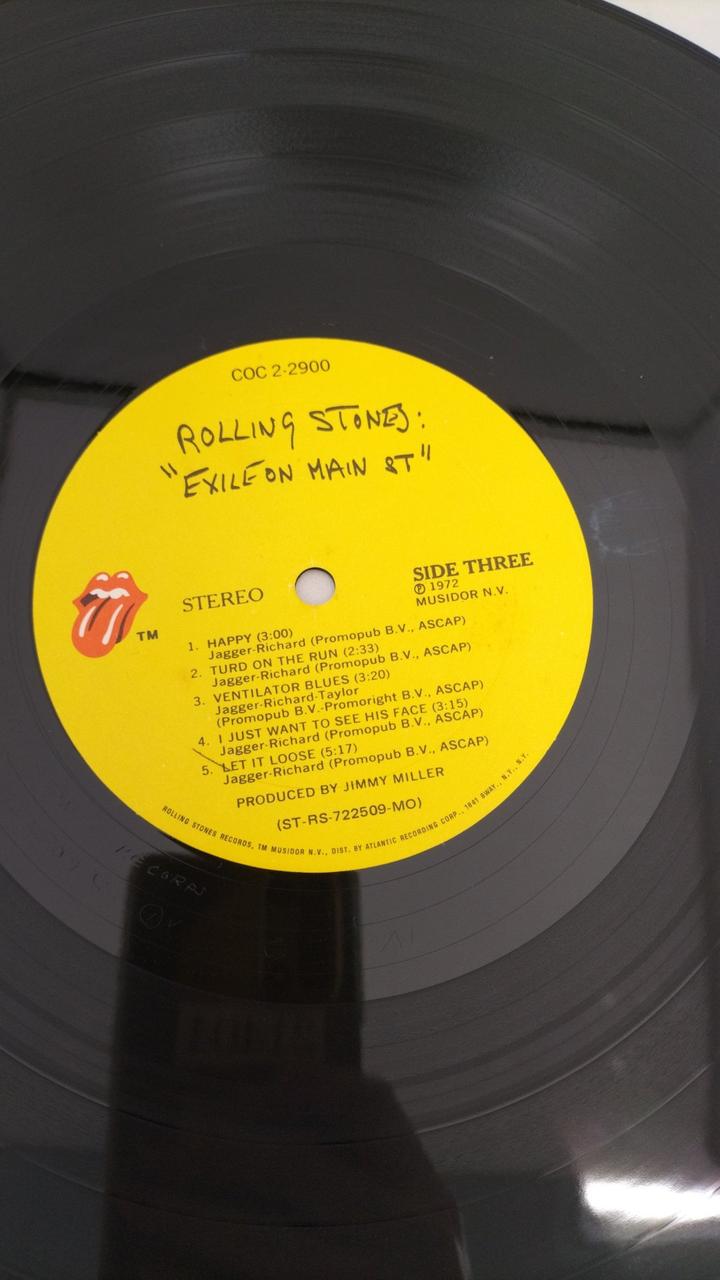 COC 2-2900
ROLLING STONES:
"EXILE ON MAIN ST"
STEREO
SIDE THREE
Ⓟ 1972
MUSIDOR N.V.
TM
1. HAPPY (3:00)
Jagger-Richard (Promopub B.V., ASCAP)
2. TURD ON THE RUN (2:33)
Jagger-Richard (Promopub B.V., ASCAP)
3. VENTILATOR BLUES (3:20)
Jagger-Richard-Taylor
(Promopub B.V.-Promoright B.V., ASCAP)
4. I JUST WANT TO SEE HIS FACE (3:15)
Jagger-Richard (Promopub B.V., ASCAP)
5. LET IT LOOSE (5:17)
Jagger-Richard (Promopub B.V., ASCAP)
PRODUCED BY JIMMY MILLER
(ST-RS-722509-MO)
ROLLING STONES RECORDS, TM MUSIDOR N.V., DIST. BY ATLANTIC RECORDING CORP., 1841 BWAY., N.Y., N.Y.